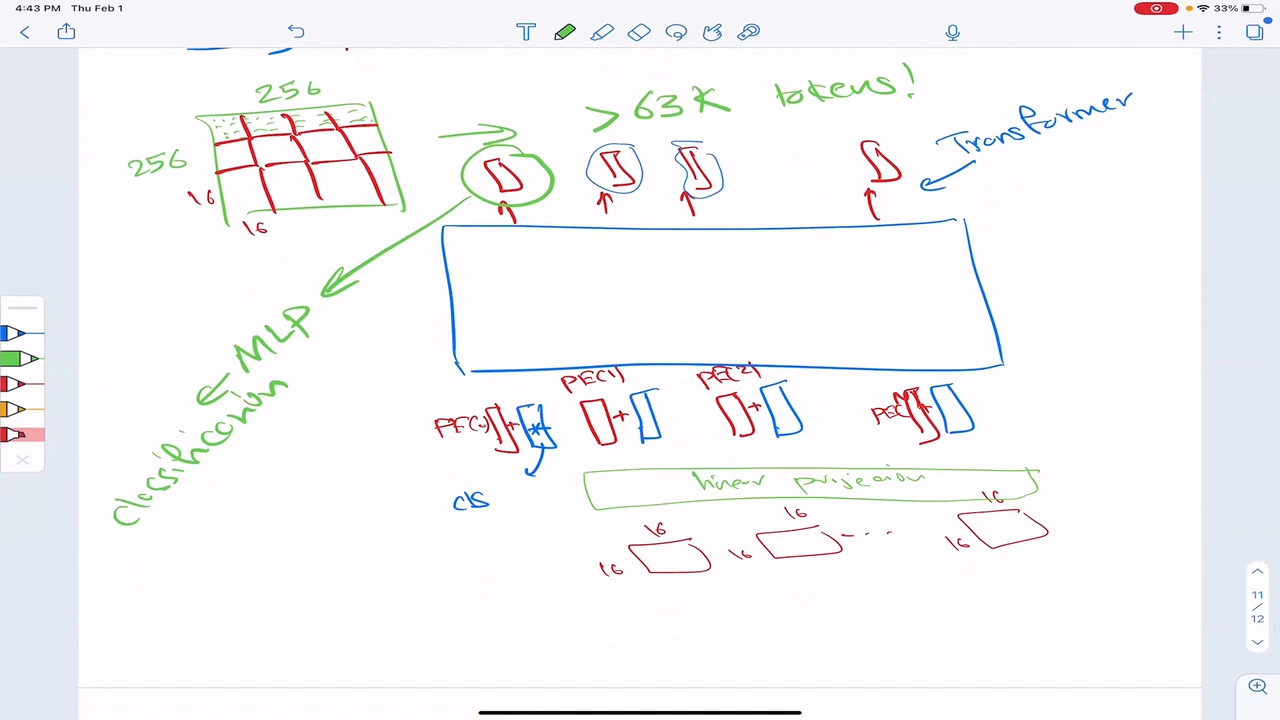 4:43 PM Thu Feb 1
33%
T
256
> 63K tokens!
256
16
16
Transformer
MLP
classification
PE(1)
PE(2)
PE(0) + *
+
+
PE(N) +
cls
linear projection
16
16
16
16
...
16
16
11
/
12